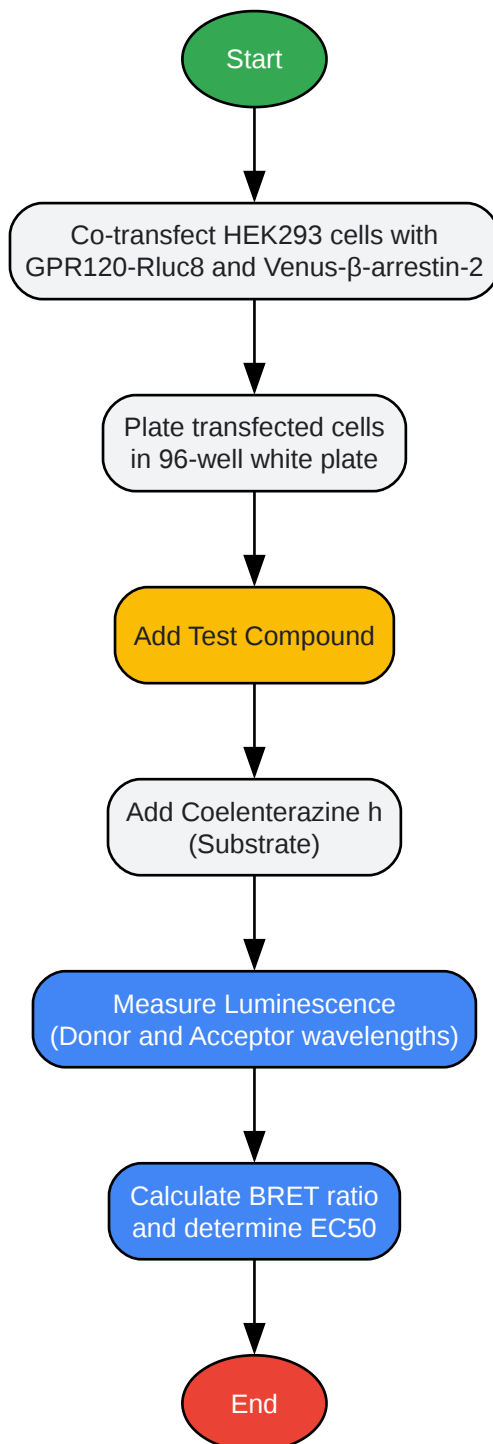 Start
Co-transfect HEK293 cells with
GPR120-Rluc8 and Venus-β-arrestin-2
Plate transfected cells
in 96-well white plate
Add Test Compound
Add Coelenterazine h
(Substrate)
Measure Luminescence
(Donor and Acceptor wavelengths)
Calculate BRET ratio
and determine EC50
End